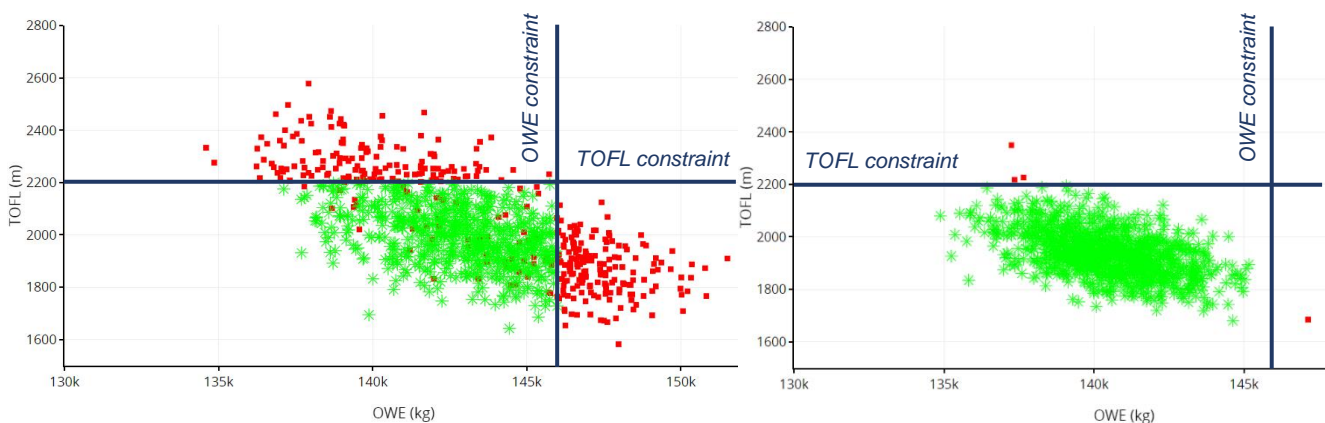 2800
2600
2400
2200
2000
1800
1600
TOFL (m)
130k
135k
140k
145k
150k
OWE (kg)
OWE constraint
TOFL constraint
2800
2600
2400
2200
2000
1800
1600
TOFL (m)
130k
135k
140k
145k
OWE (kg)
TOFL constraint
OWE constraint